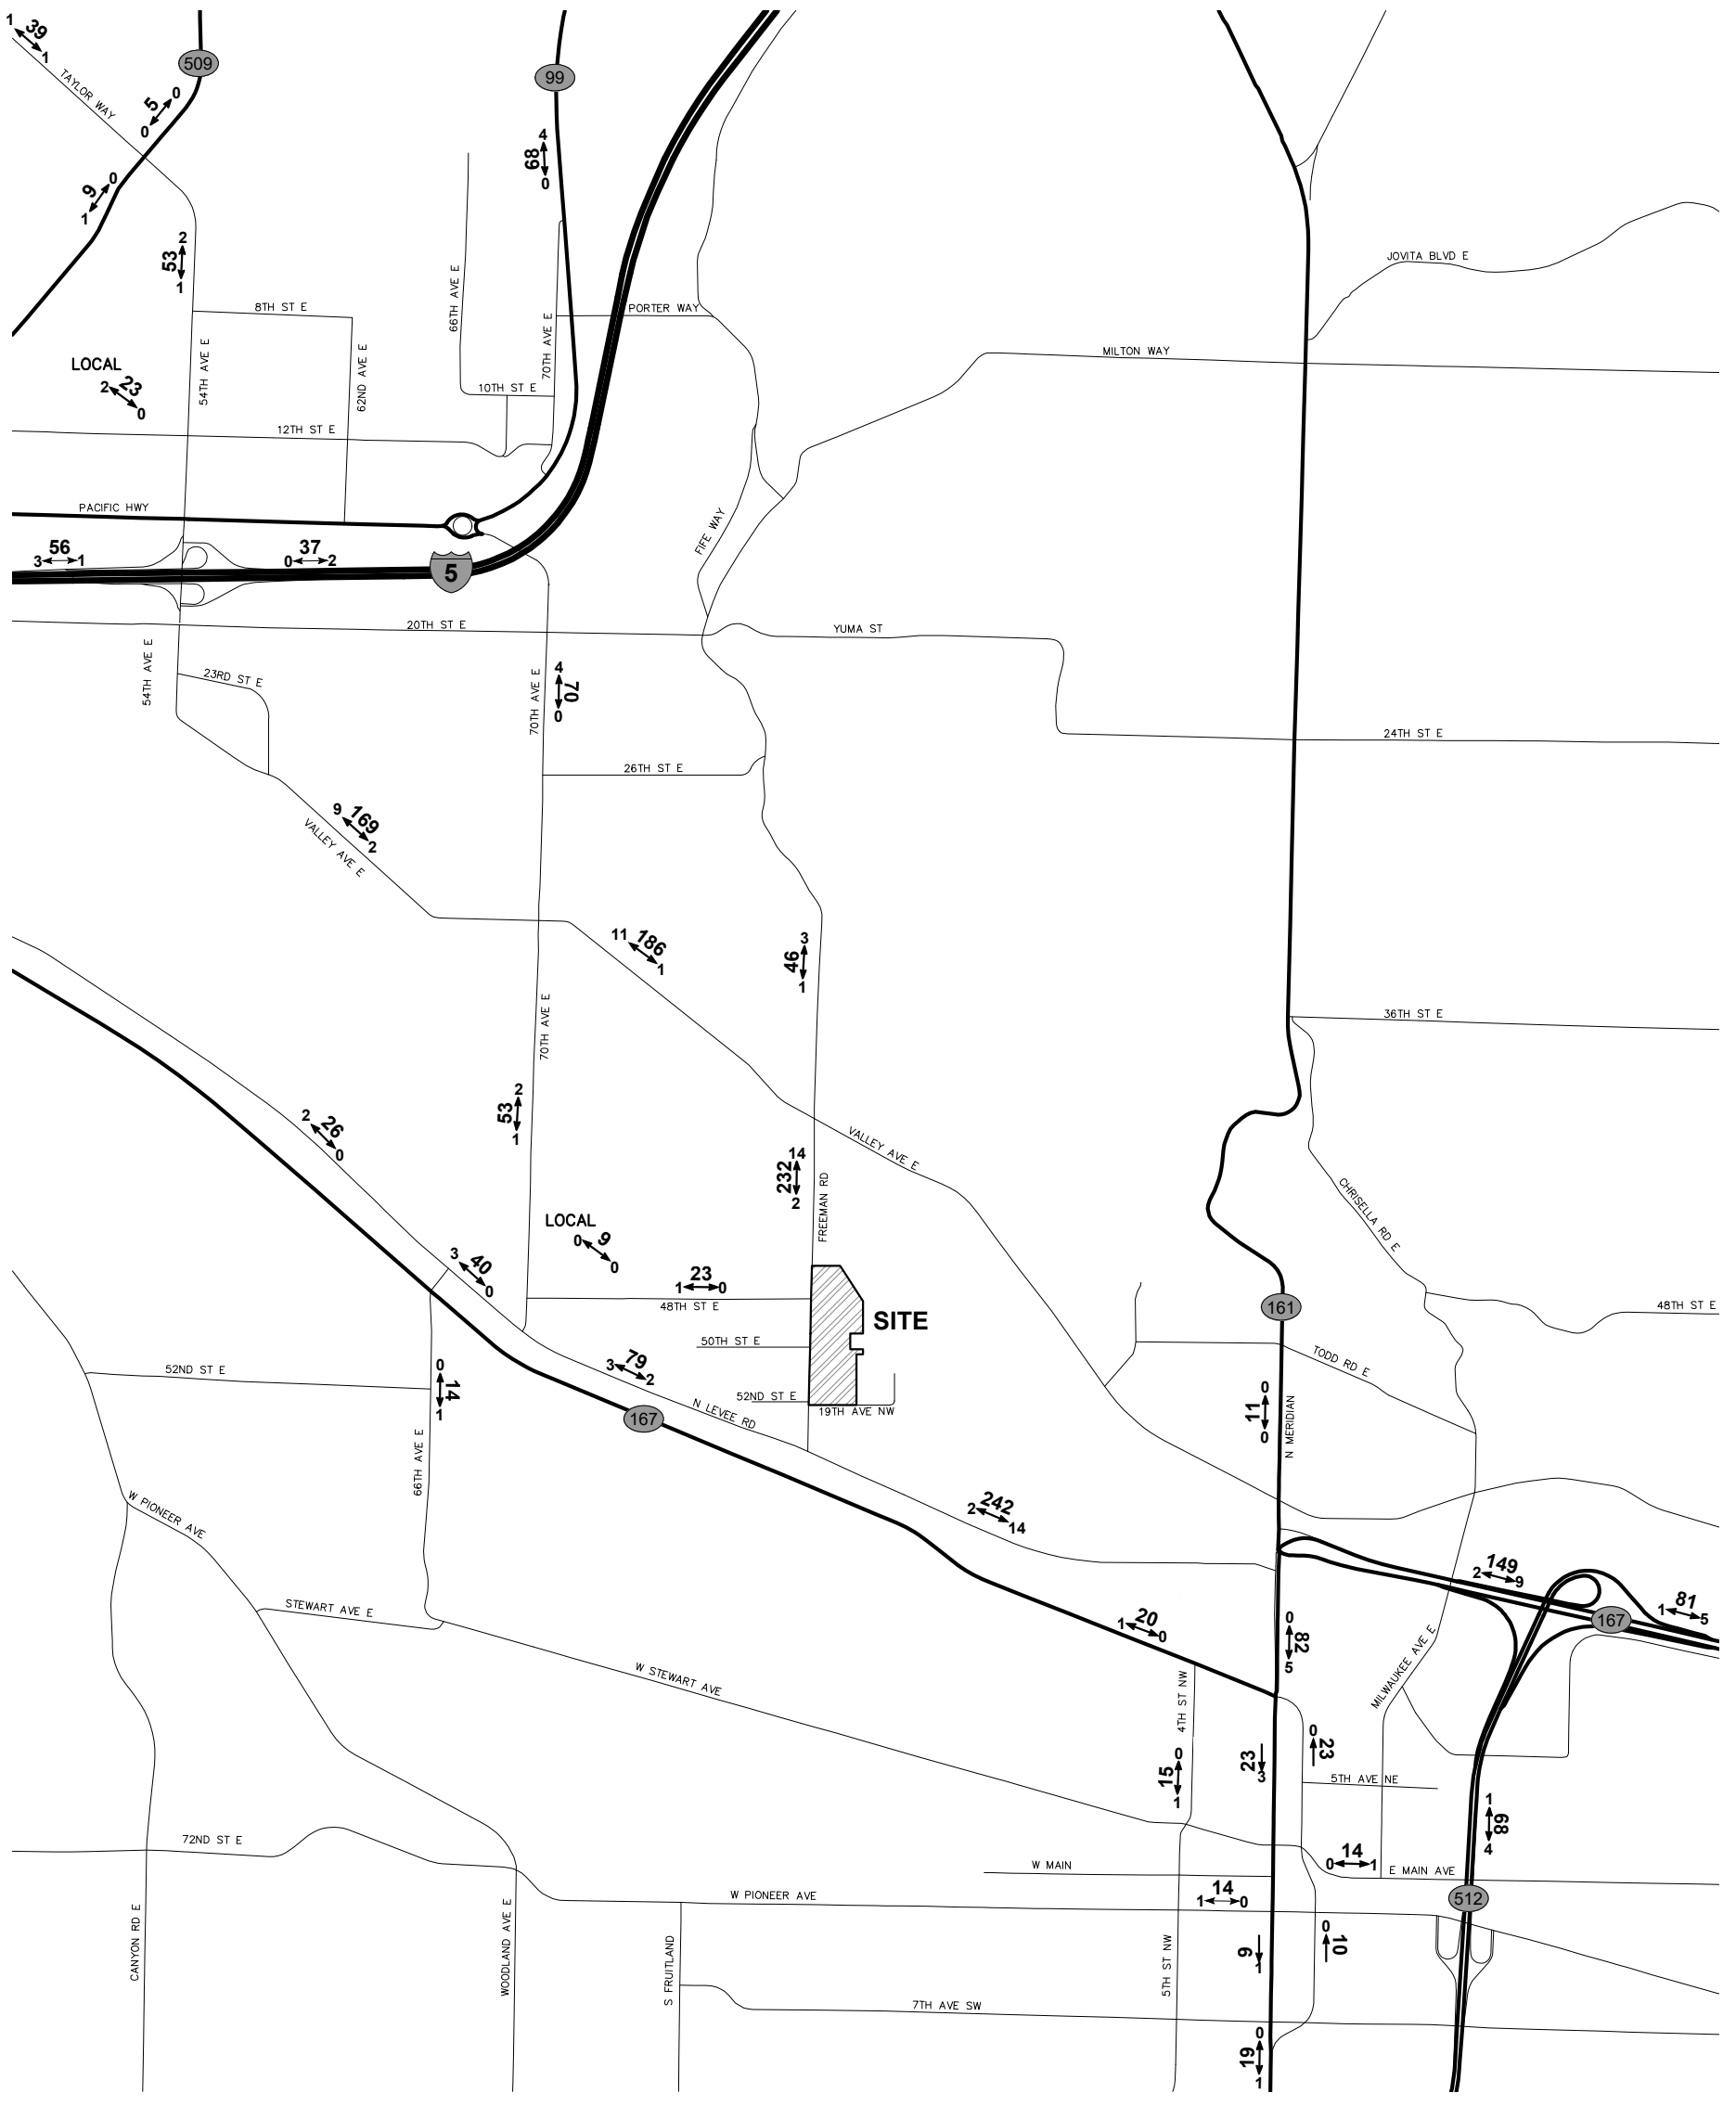 1
39
1
TAYLOR WAY
509
5
0
0
9
0
1
99
4
68
0
2
53
1
8TH ST E
66TH AVE E
70TH AVE E
PORTER WAY
JOVITA BLVD E
MILTON WAY
LOCAL
2
23
0
54TH AVE E
62ND AVE E
10TH ST E
12TH ST E
PACIFIC HWY
56
3
1
37
0
2
5
FIFE WAY
20TH ST E
YUMA ST
54TH AVE E
23RD ST E
70TH AVE E
4
70
0
24TH ST E
26TH ST E
9
169
2
VALLEY AVE E
11
186
1
3
46
1
70TH AVE E
36TH ST E
2
26
0
2
53
1
VALLEY AVE E
14
232
2
FREEMAN RD
CHRISELLA RD E
LOCAL
0
9
0
3
40
0
23
1
0
48TH ST E
SITE
161
48TH ST E
50TH ST E
TODD RD E
52ND ST E
0
14
1
3
79
2
52ND ST E
19TH AVE NW
N LEVEE RD
167
0
11
0
N MERIDIAN
66TH AVE E
W PIONEER AVE
2
242
14
2
149
9
STEWART AVE E
1
20
0
0
82
5
167
1
81
5
MILWAUKEE AVE E
W STEWART AVE
4TH ST NW
0
15
1
23
3
0
23
5TH AVE NE
1
68
4
72ND ST E
W MAIN
14
0
1
E MAIN AVE
W PIONEER AVE
14
1
0
512
CANYON RD E
WOODLAND AVE E
S FRUITLAND
5TH ST NW
9
1
0
10
7TH AVE SW
0
19
1